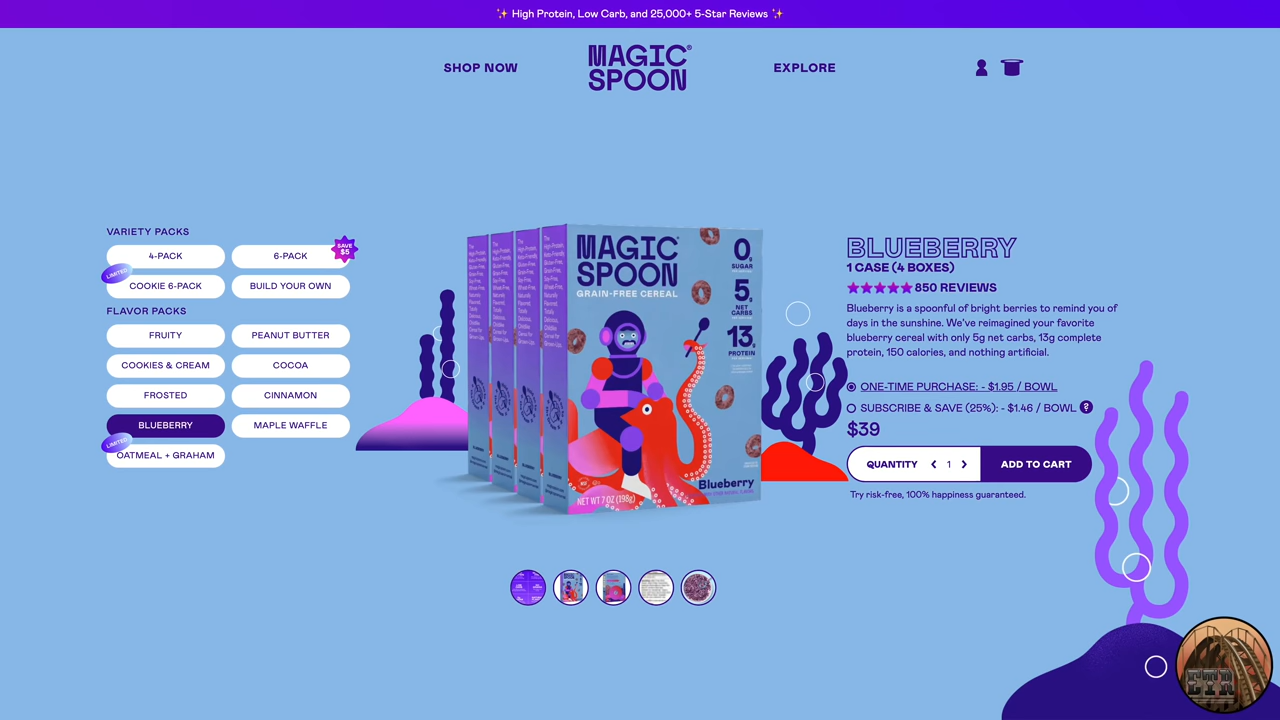 ✨ High Protein, Low Carb, and 25,000+ 5-Star Reviews ✨
SHOP NOW
MAGIC®
SPOON
EXPLORE
VARIETY PACKS
4-PACK
6-PACK
SAVE
$5
LIMITED
COOKIE 6-PACK
BUILD YOUR OWN
FLAVOR PACKS
FRUITY
PEANUT BUTTER
COOKIES & CREAM
COCOA
FROSTED
CINNAMON
BLUEBERRY
MAPLE WAFFLE
LIMITED
OATMEAL + GRAHAM
MAGIC
SPOON
GRAIN-FREE CEREAL
0g
SUGAR
5g
NET
CARBS
13g
PROTEIN
Blueberry
NET WT 7 OZ (198g)
BLUEBERRY
1 CASE (4 BOXES)
★★★★★ 850 REVIEWS
Blueberry is a spoonful of bright berries to remind you of
days in the sunshine. We've reimagined your favorite
blueberry cereal with only 5g net carbs, 13g complete
protein, 150 calories, and nothing artificial.
ONE-TIME PURCHASE: - $1.95 / BOWL
SUBSCRIBE & SAVE (25%): - $1.46 / BOWL ?
$39
QUANTITY 1 ADD TO CART
Try risk-free, 100% happiness guaranteed.
ETR